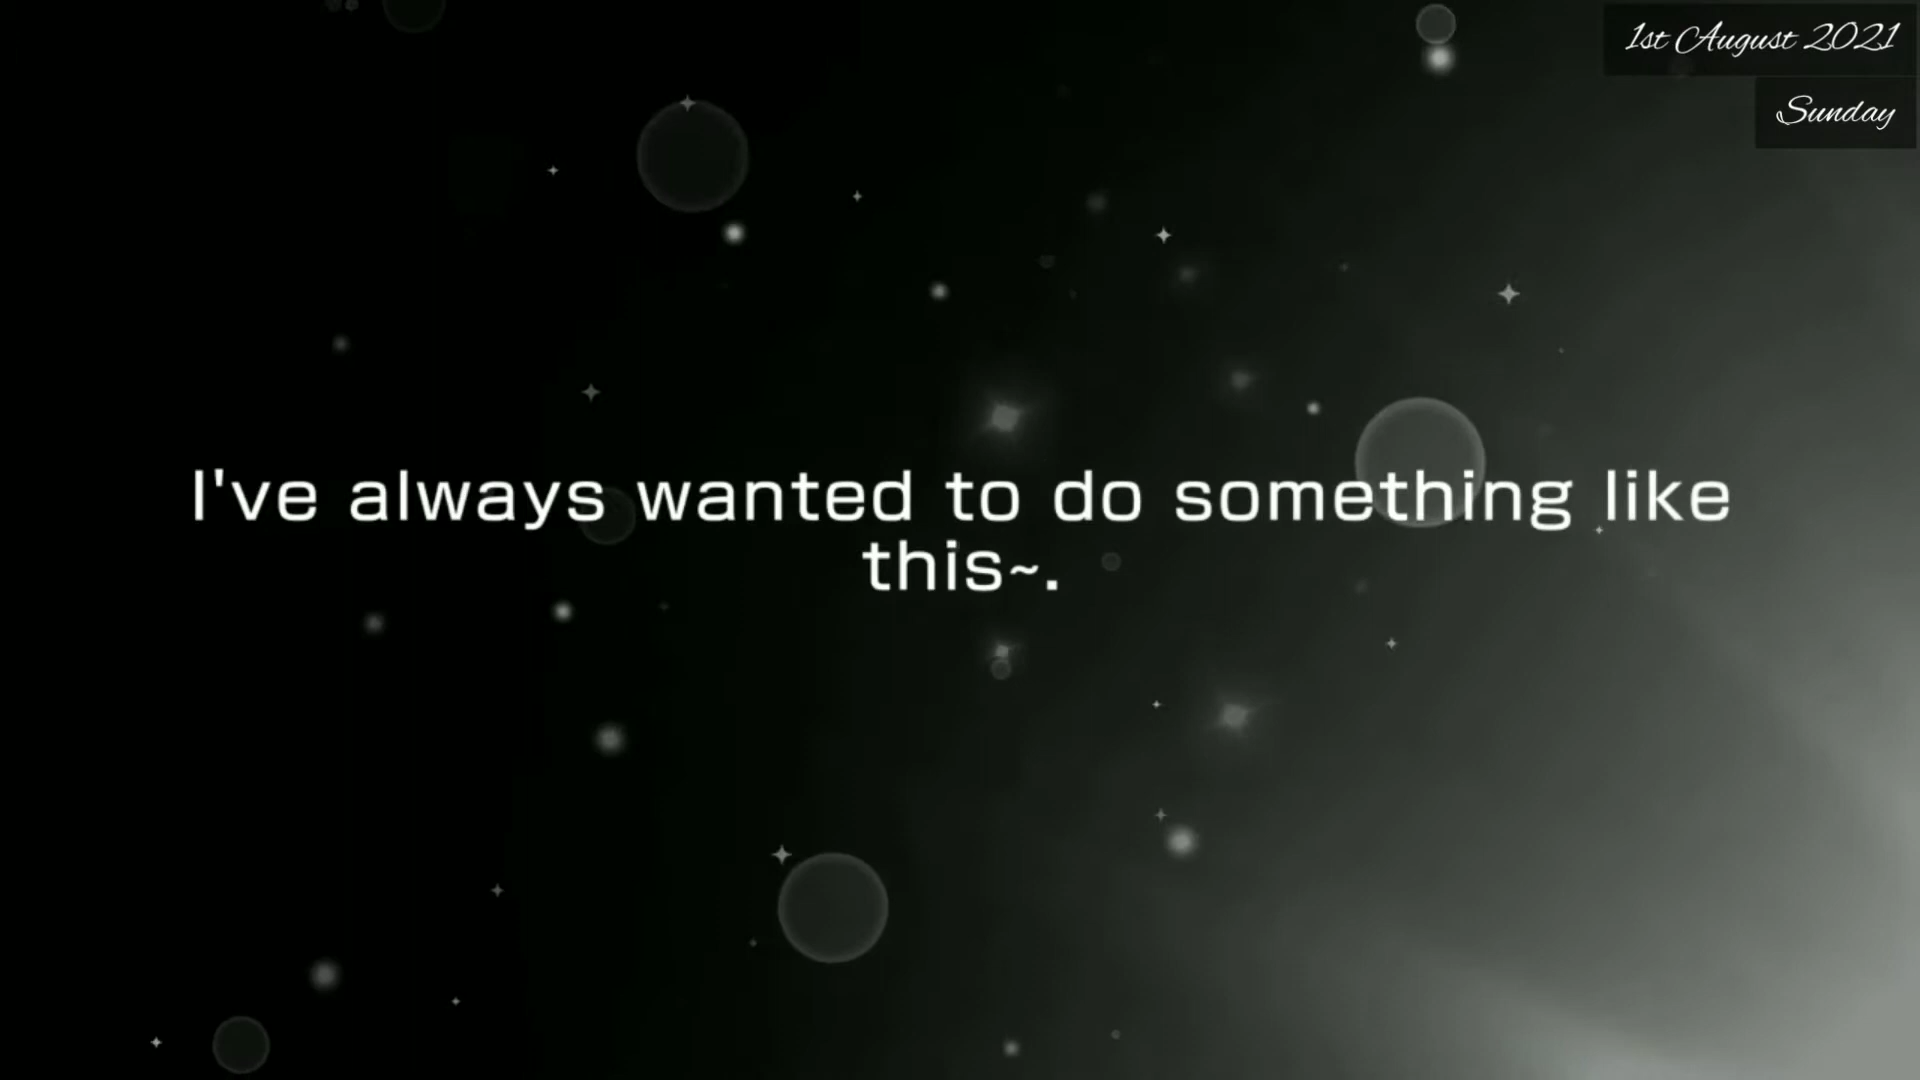 1st August 2021
Sunday
I've always wanted to do something like
this~.